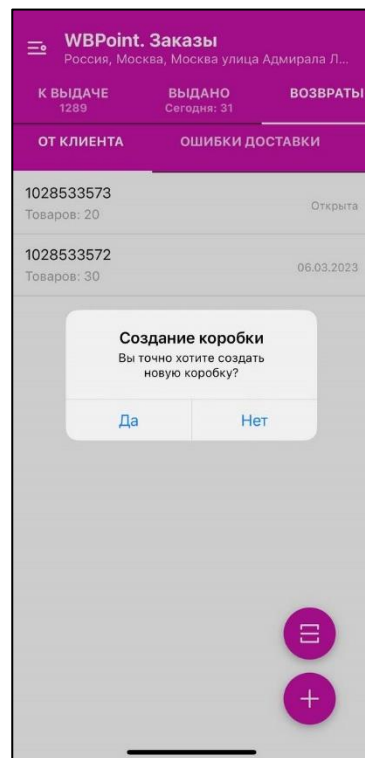 WBPoint. Заказы
Россия, Москва, Москва улица Адмирала Л...
К ВЫДАЧЕ
1289
ВЫДАНО
Сегодня: 31
ВОЗВРАТЫ
ОТ КЛИЕНТА
ОШИБКИ ДОСТАВКИ
1028533573
Товаров: 20
Открыта
1028533572
Товаров: 30
06.03.2023
Создание коробки
Вы точно хотите создать
новую коробку?
Да
Нет